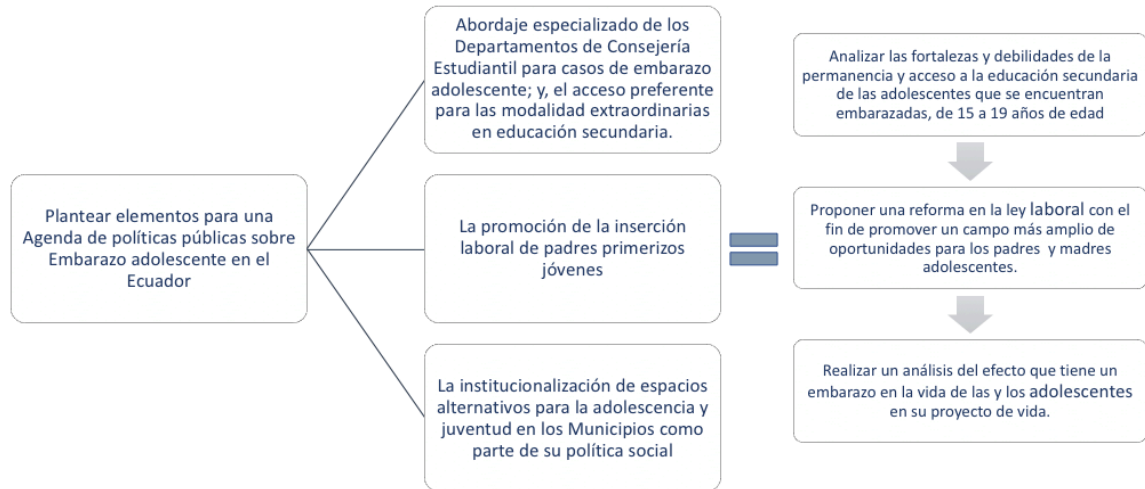 Plantear elementos para una
Agenda de políticas públicas sobre
Embarazo adolescente en el
Ecuador
Abordaje especializado de los
Departamentos de Consejería
Estudiantil para casos de embarazo
adolescente; y, el acceso preferente
para las modalidad extraordinarias
en educación secundaria.
La promoción de la inserción
laboral de padres primerizos
jóvenes
La institucionalización de espacios
alternativos para la adolescencia y
juventud en los Municipios como
parte de su política social
Analizar las fortalezas y debilidades de la
permanencia y acceso a la educación secundaria
de las adolescentes que se encuentran
embarazadas, de 15 a 19 años de edad
Proponer una reforma en la ley laboral con el
fin de promover un campo más amplio de
oportunidades para los padres y madres
adolescentes.
Realizar un análisis del efecto que tiene un
embarazo en la vida de las y los adolescentes
en su proyecto de vida.